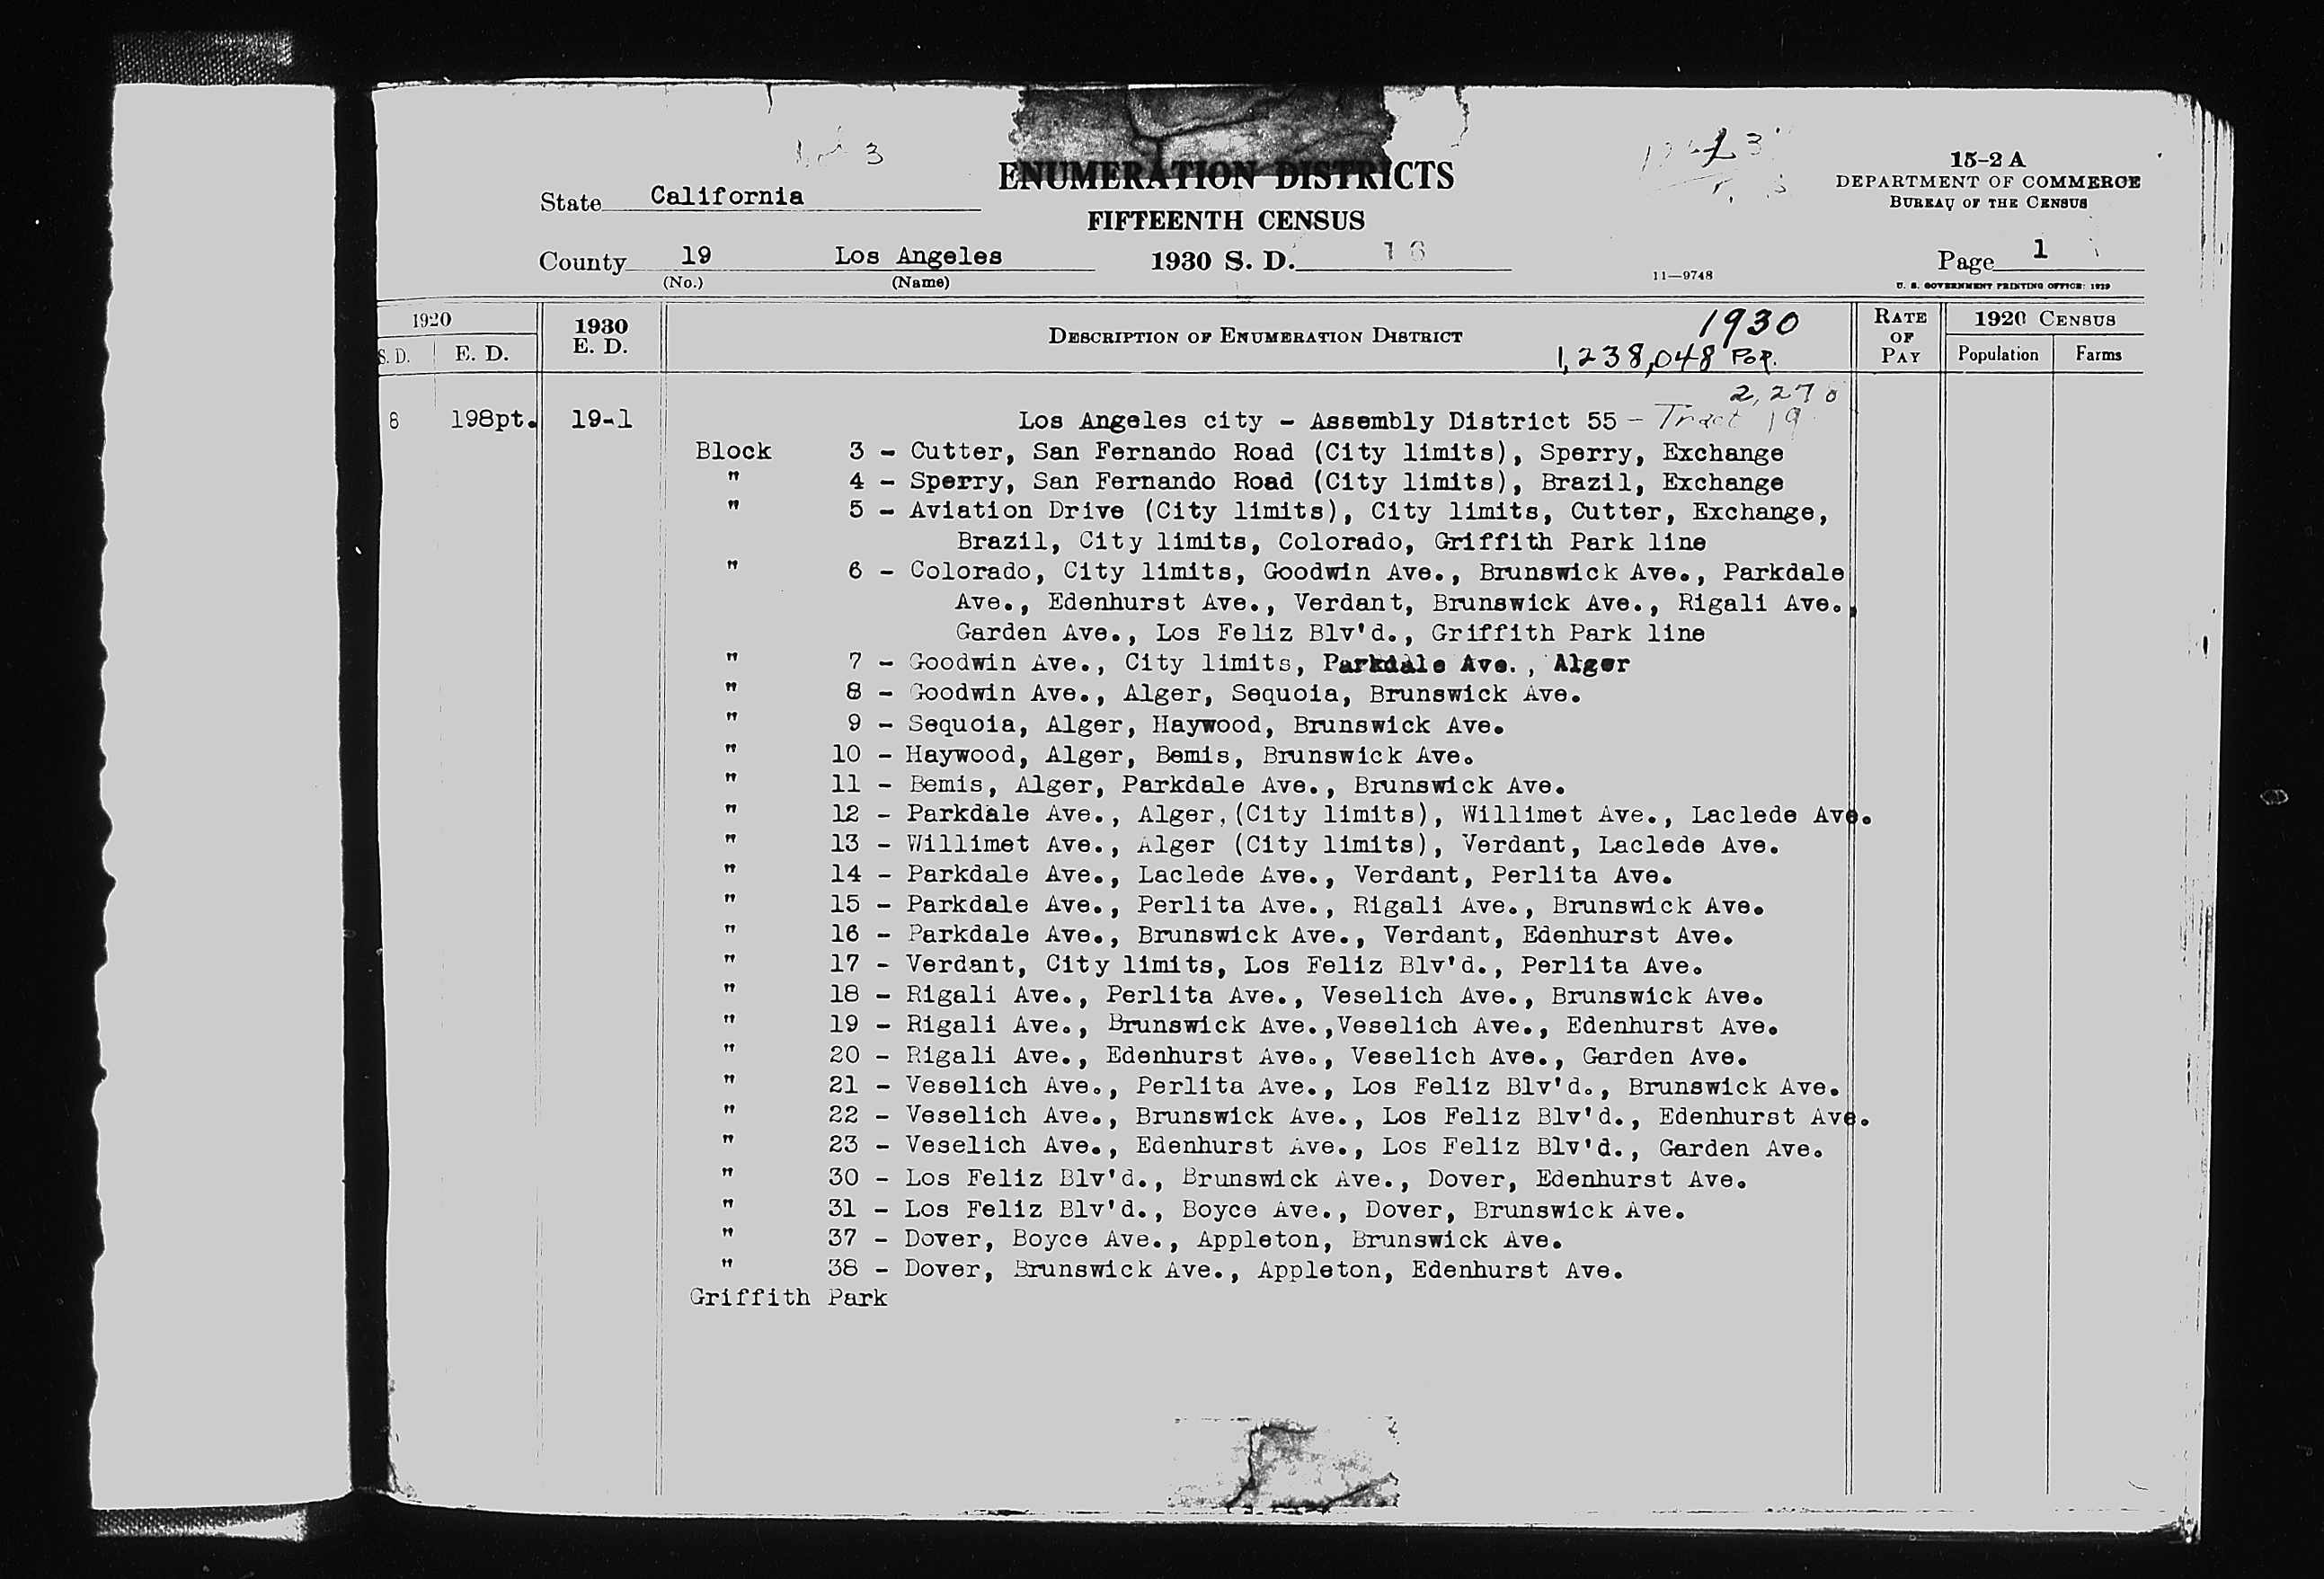 3
ENUMERATION DISTRICTS
15-2 A
DEPARTMENT OF COMMERCE
BUREAU OF THE CENSUS
State California
FIFTEENTH CENSUS
County 19 Los Angeles
1930 S. D. 16
Page 1
(No.) (Name)
11—9748
U. S. GOVERNMENT PRINTING OFFICE: 1929
1920
S. D. E. D.
1930
E. D.
DESCRIPTION OF ENUMERATION DISTRICT
1930
1,238,048 Pop.
RATE
OF
PAY
1920 CENSUS
Population Farms
8 198pt. 19-1 Los Angeles city - Assembly District 55 - Tract 19
Block 3 - Cutter, San Fernando Road (City limits), Sperry, Exchange
" 4 - Sperry, San Fernando Road (City limits), Brazil, Exchange
" 5 - Aviation Drive (City limits), City limits, Cutter, Exchange,
Brazil, City limits, Colorado, Griffith Park line
" 6 - Colorado, City limits, Goodwin Ave., Brunswick Ave., Parkdale
Ave., Edenhurst Ave., Verdant, Brunswick Ave., Rigali Ave.,
Garden Ave., Los Feliz Blv'd., Griffith Park line
" 7 - Goodwin Ave., City limits, Parkdale Ave., Alger
" 8 - Goodwin Ave., Alger, Sequoia, Brunswick Ave.
" 9 - Sequoia, Alger, Haywood, Brunswick Ave.
" 10 - Haywood, Alger, Bemis, Brunswick Ave.
" 11 - Bemis, Alger, Parkdale Ave., Brunswick Ave.
" 12 - Parkdale Ave., Alger,(City limits), Willimet Ave., Laclede Ave.
" 13 - Willimet Ave., Alger (City limits), Verdant, Laclede Ave.
" 14 - Parkdale Ave., Laclede Ave., Verdant, Perlita Ave.
" 15 - Parkdale Ave., Perlita Ave., Rigali Ave., Brunswick Ave.
" 16 - Parkdale Ave., Brunswick Ave., Verdant, Edenhurst Ave.
" 17 - Verdant, City limits, Los Feliz Blv'd., Perlita Ave.
" 18 - Rigali Ave., Perlita Ave., Veselich Ave., Brunswick Ave.
" 19 - Rigali Ave., Brunswick Ave.,Veselich Ave., Edenhurst Ave.
" 20 - Rigali Ave., Edenhurst Ave., Veselich Ave., Garden Ave.
" 21 - Veselich Ave., Perlita Ave., Los Feliz Blv'd., Brunswick Ave.
" 22 - Veselich Ave., Brunswick Ave., Los Feliz Blv'd., Edenhurst Ave.
" 23 - Veselich Ave., Edenhurst Ave., Los Feliz Blv'd., Garden Ave.
" 30 - Los Feliz Blv'd., Brunswick Ave., Dover, Edenhurst Ave.
" 31 - Los Feliz Blv'd., Boyce Ave., Dover, Brunswick Ave.
" 37 - Dover, Boyce Ave., Appleton, Brunswick Ave.
" 38 - Dover, Brunswick Ave., Appleton, Edenhurst Ave.
Griffith Park